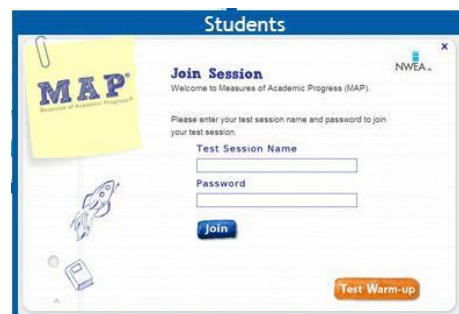 Students
x
NWEA
MAP
Measures of Academic Progress
Join Session
Welcome to Measures of Academic Progress (MAP).
Please enter your test session name and password to join
your test session.
Test Session Name
Password
Join
Test Warm-up